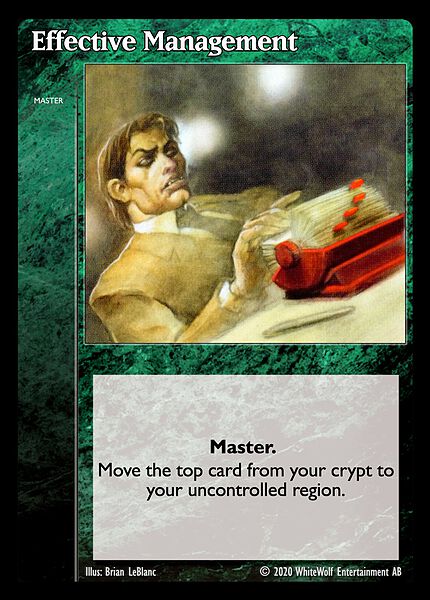 Effective Management
MASTER
Master.
Move the top card from your crypt to
your uncontrolled region.
Illus: Brian LeBlanc © 2020 WhiteWolf Entertainment AB